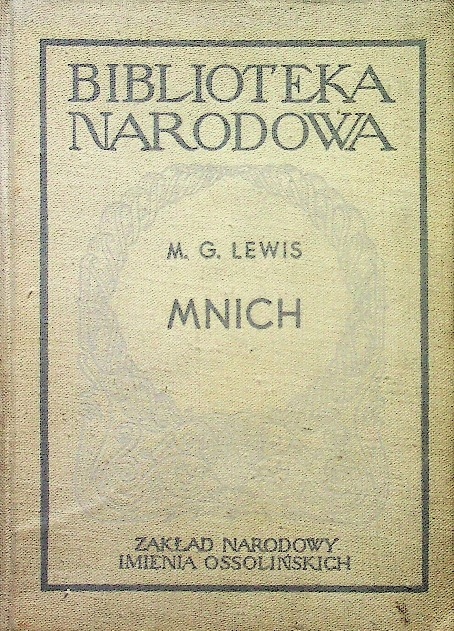 BIBLIOTEKA
NARODOWA
M. G. LEWIS
MNICH
ZAKŁAD NARODOWY
IMIENIA OSSOLIŃSKICH